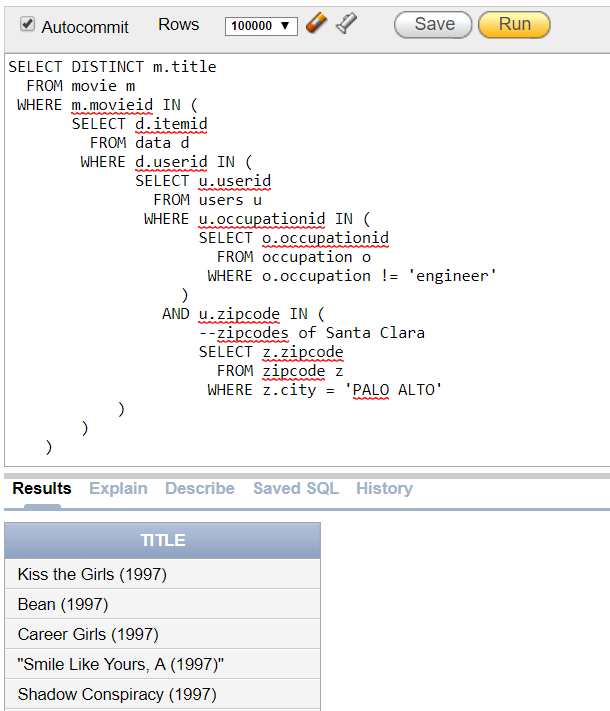 Autocommit Rows 100000 Save Run
SELECT DISTINCT m.title
FROM movie m
WHERE m.movieid IN (
SELECT d.itemid
FROM data d
WHERE d.userid IN (
SELECT u.userid
FROM users u
WHERE u.occupationid IN (
SELECT o.occupationid
FROM occupation o
WHERE o.occupation != 'engineer'
)
AND u.zipcode IN (
--zipcodes of Santa Clara
SELECT z.zipcode
FROM zipcode z
WHERE z.city = 'PALO ALTO'
)
)
)
Results Explain Describe Saved SQL History
TITLE
Kiss the Girls (1997)
Bean (1997)
Career Girls (1997)
"Smile Like Yours, A (1997)"
Shadow Conspiracy (1997)